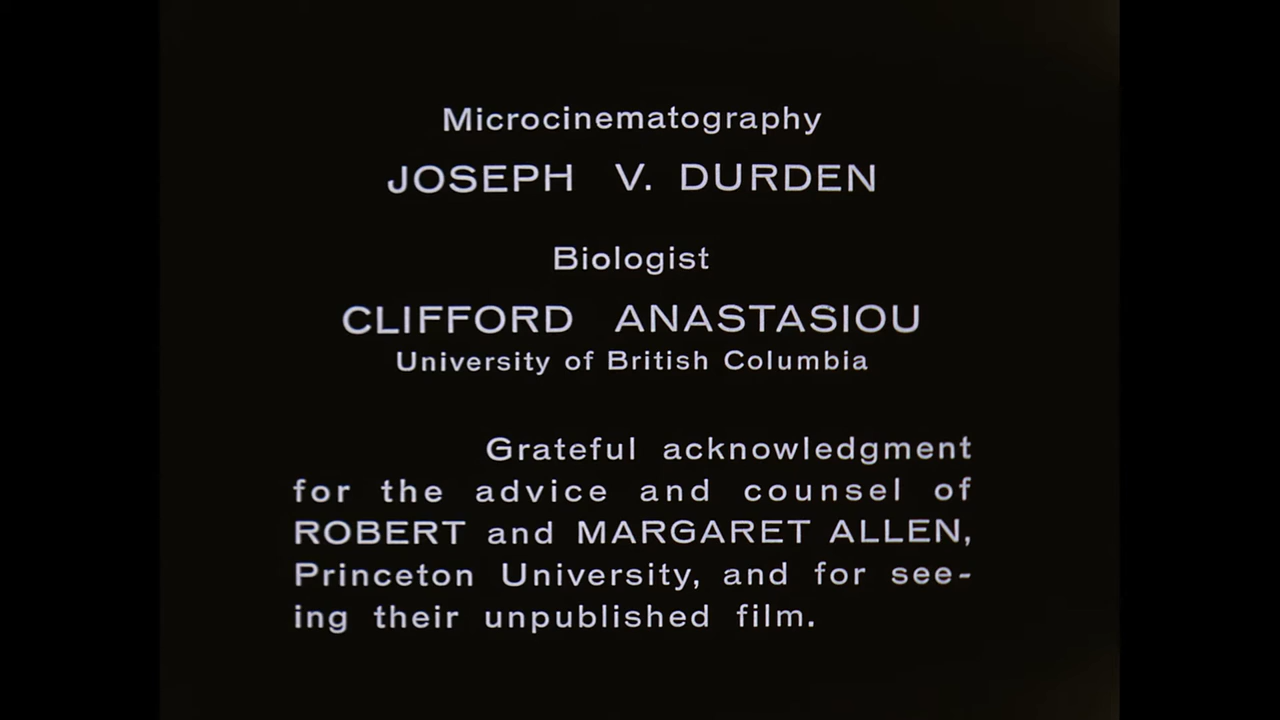 Microcinematography
JOSEPH V. DURDEN
Biologist
CLIFFORD ANASTASIOU
University of British Columbia
Grateful acknowledgment
for the advice and counsel of
ROBERT and MARGARET ALLEN,
Princeton University, and for see-
ing their unpublished film.